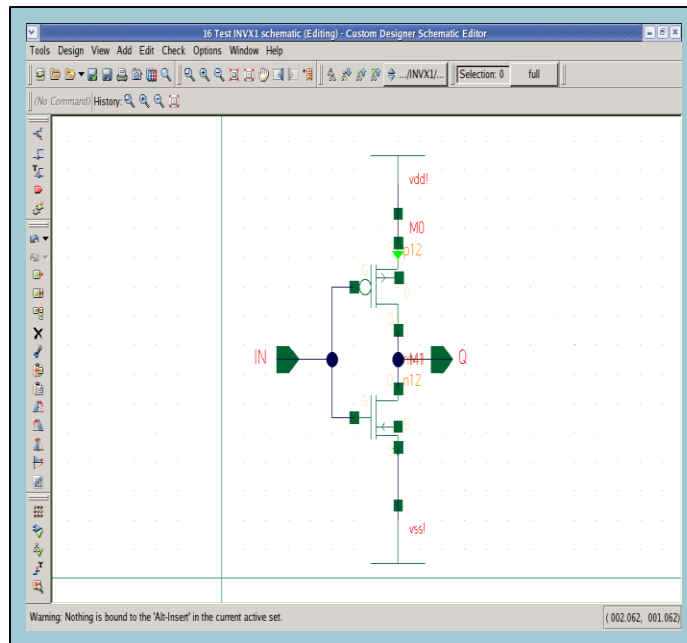 16 Test INVX1 schematic (Editing) - Custom Designer Schematic Editor
Tools Design View Add Edit Check Options Window Help
.../INVX1/... Selection: 0 full
(No Command) History:
vdd!
M0
p12
IN M1 Q
n12
vss!
Warning: Nothing is bound to the 'Alt-Insert' in the current active set. ( 002.062, 001.062)